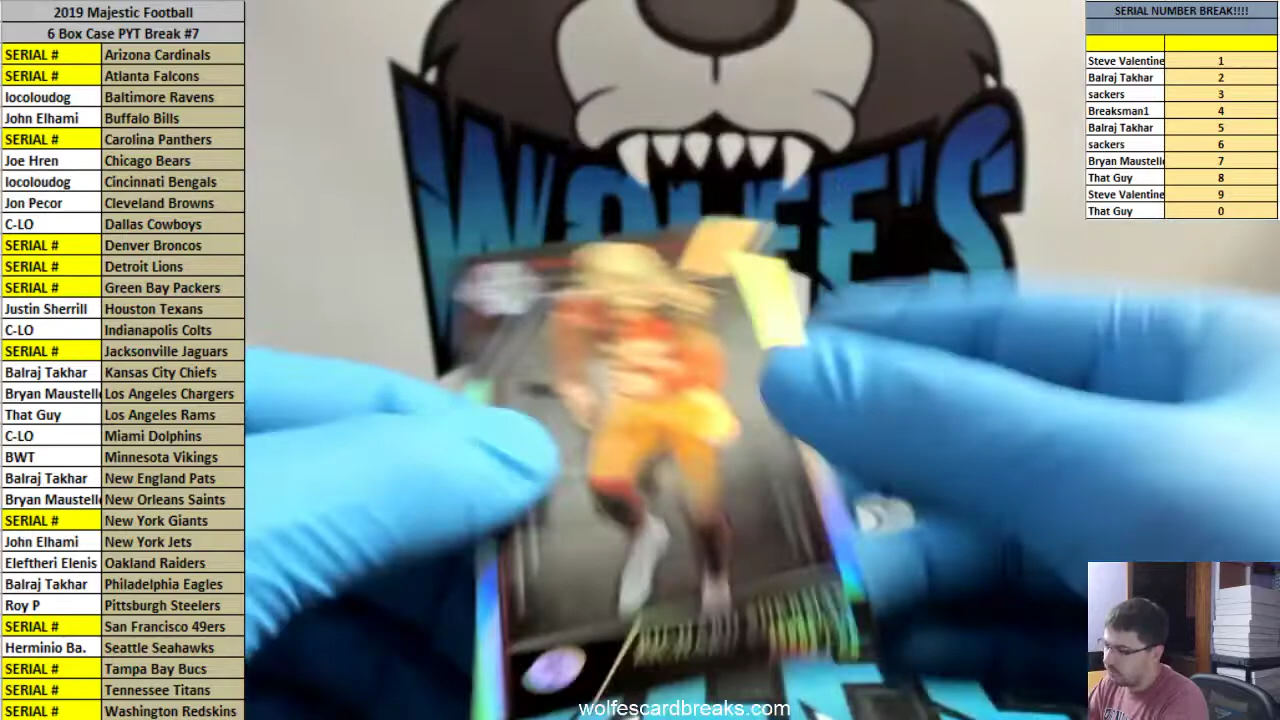 2019 Majestic Football
6 Box Case PYT Break #7
SERIAL # Arizona Cardinals
SERIAL # Atlanta Falcons
locoloudog Baltimore Ravens
John Elhami Buffalo Bills
SERIAL # Carolina Panthers
Joe Hren Chicago Bears
locoloudog Cincinnati Bengals
Jon Pecor Cleveland Browns
C-LO Dallas Cowboys
SERIAL # Denver Broncos
SERIAL # Detroit Lions
SERIAL # Green Bay Packers
Justin Sherrill Houston Texans
C-LO Indianapolis Colts
SERIAL # Jacksonville Jaguars
Balraj Takhar Kansas City Chiefs
Bryan Maustell Los Angeles Chargers
That Guy Los Angeles Rams
C-LO Miami Dolphins
BWT Minnesota Vikings
Balraj Takhar New England Pats
Bryan Maustell New Orleans Saints
SERIAL # New York Giants
John Elhami New York Jets
Eleftheri Elenis Oakland Raiders
Balraj Takhar Philadelphia Eagles
Roy P Pittsburgh Steelers
SERIAL # San Francisco 49ers
Herminio Ba. Seattle Seahawks
SERIAL # Tampa Bay Bucs
SERIAL # Tennessee Titans
SERIAL # Washington Redskins
WOLFE'S
wolfescardbreaks.com
SERIAL NUMBER BREAK!!!!
Steve Valentine 1
Balraj Takhar 2
sackers 3
Breaksman1 4
Balraj Takhar 5
sackers 6
Bryan Maustell 7
That Guy 8
Steve Valentine 9
That Guy 0